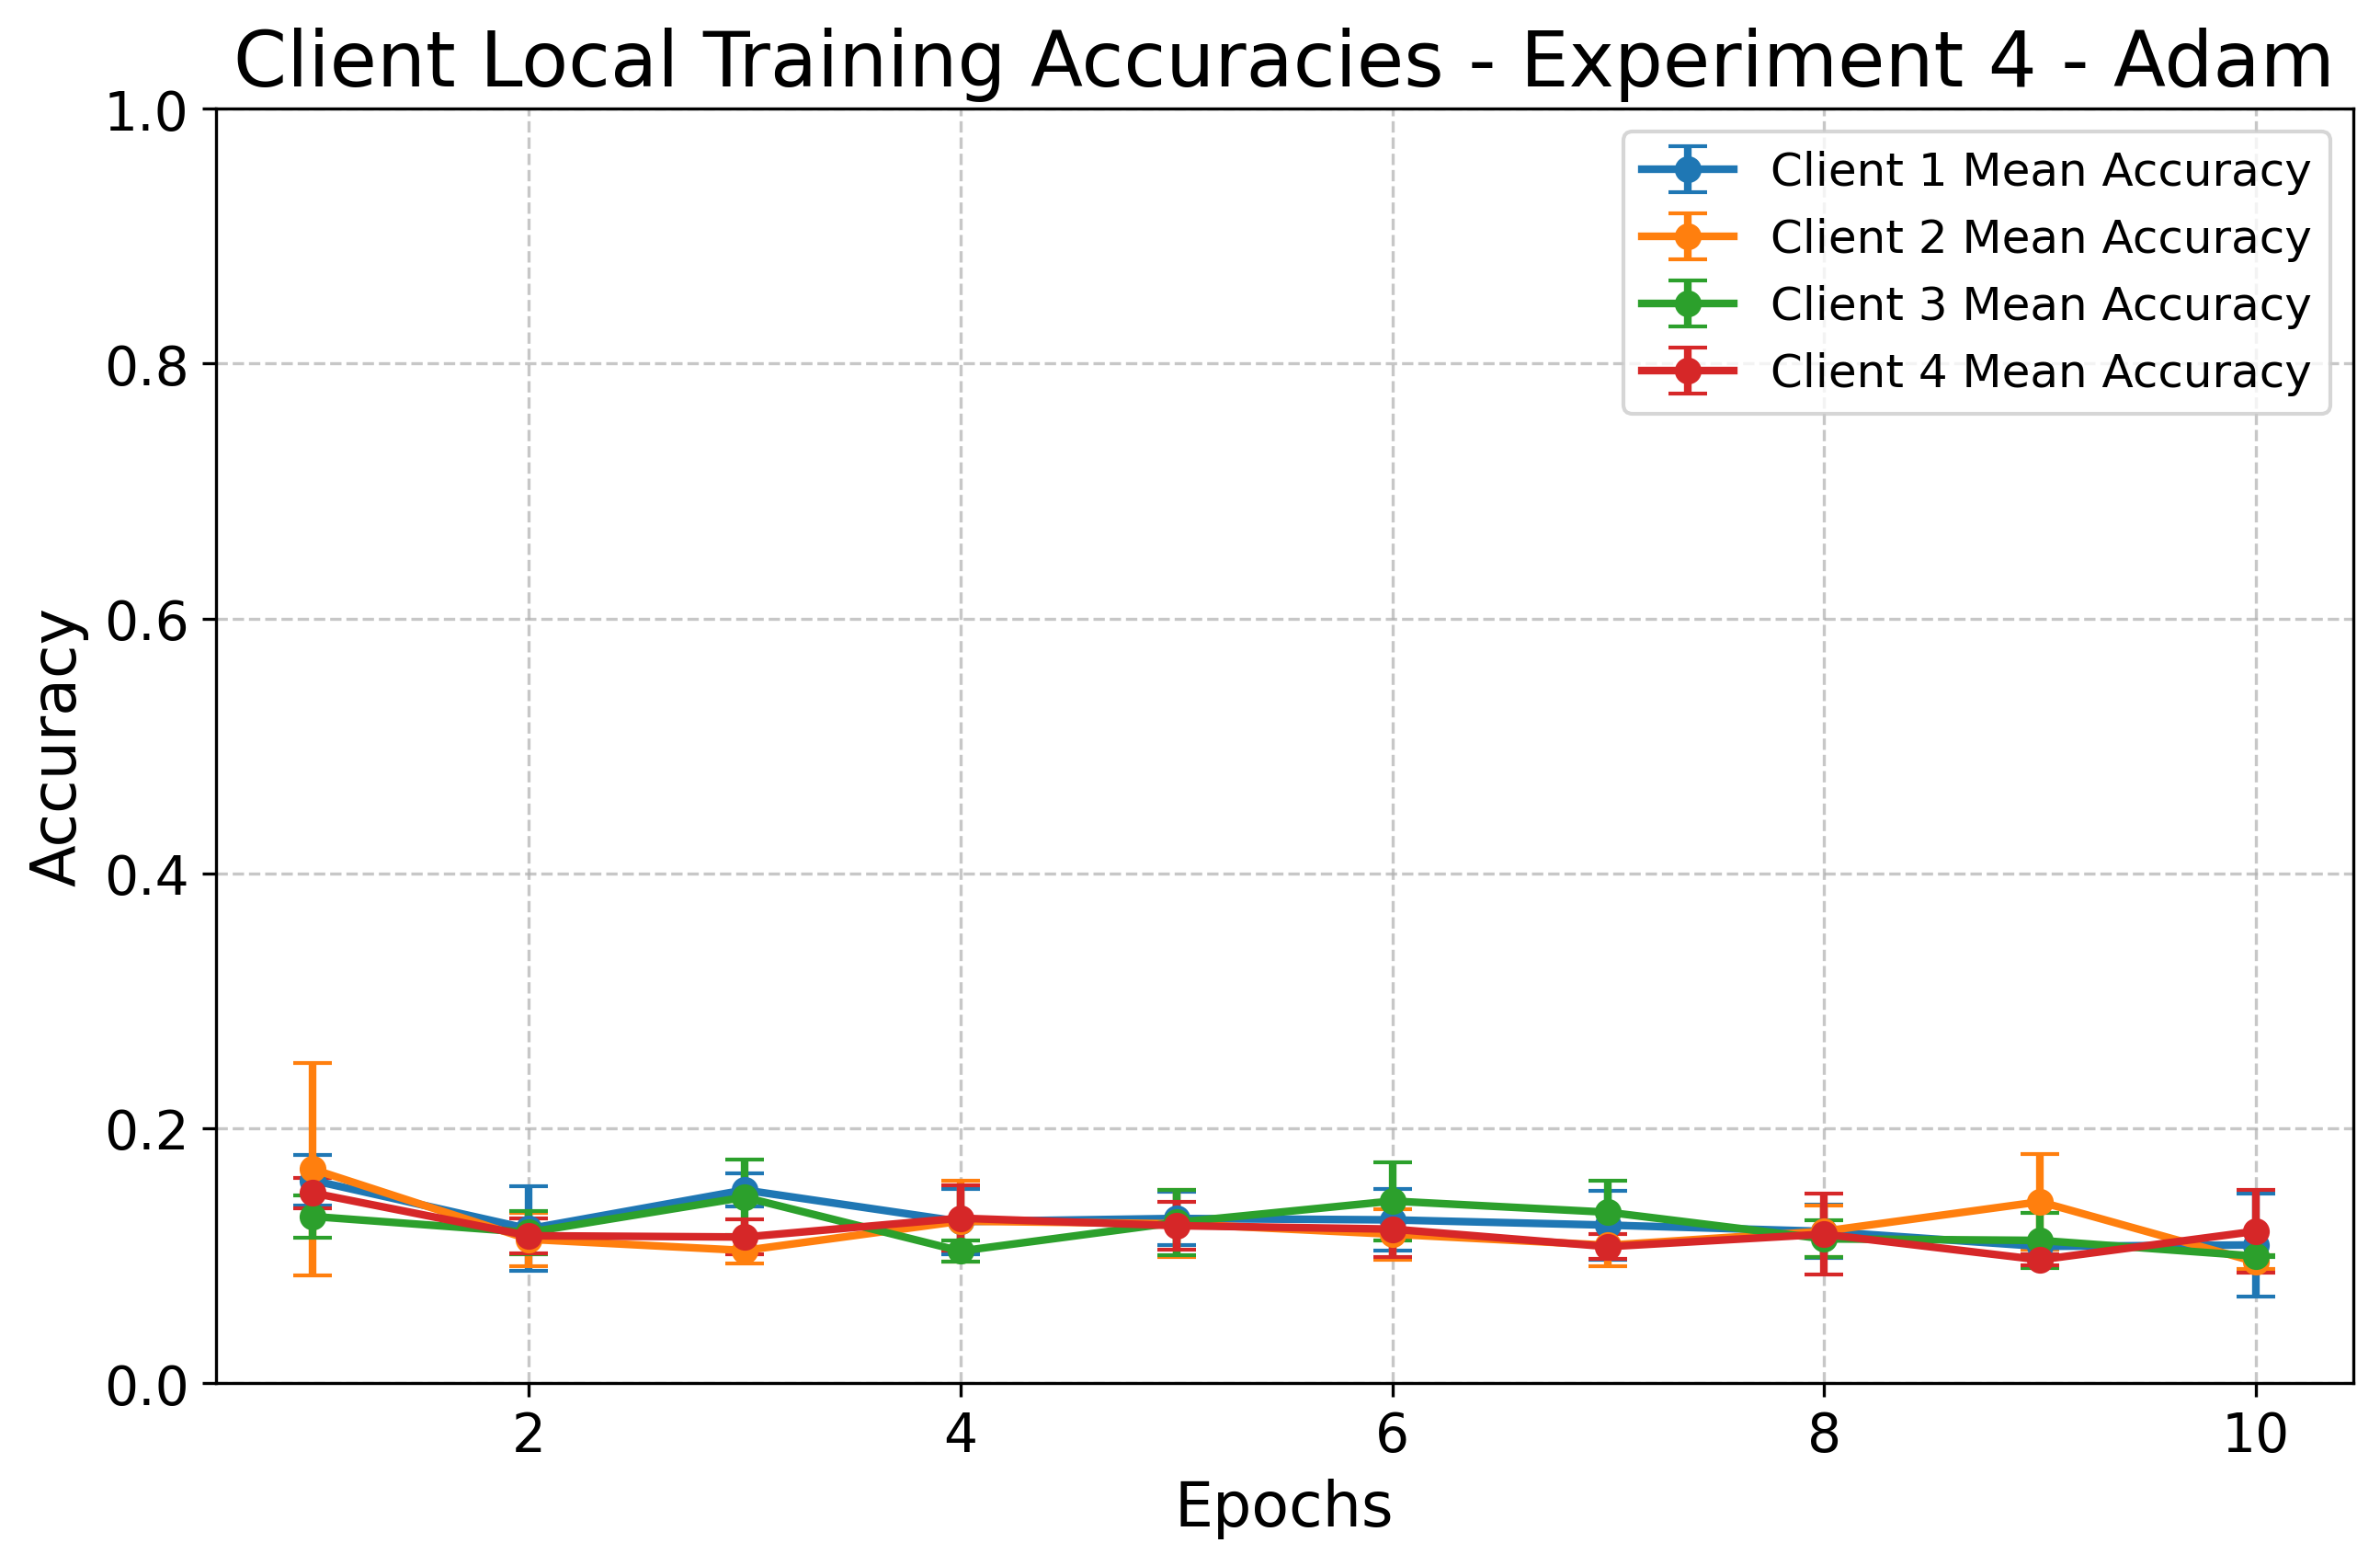 Client Local Training Accuracies - Experiment 4 - Adam
1.0
0.8
0.6
0.4
0.2
0.0
Accuracy
Client 1 Mean Accuracy
Client 2 Mean Accuracy
Client 3 Mean Accuracy
Client 4 Mean Accuracy
2 4 6 8 10
Epochs